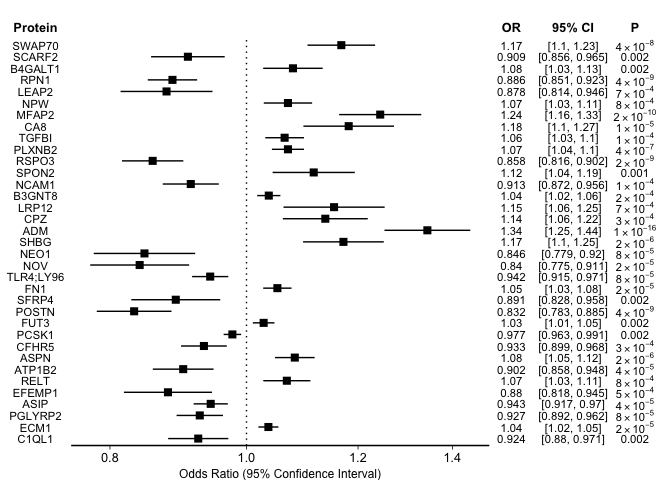 Protein OR 95% CI P
SWAP70 1.17 [1.1, 1.23] 4×10⁻⁸
SCARF2 0.909 [0.856, 0.965] 0.002
B4GALT1 1.08 [1.03, 1.13] 0.002
RPN1 0.886 [0.851, 0.923] 4×10⁻⁹
LEAP2 0.878 [0.814, 0.946] 7×10⁻⁴
NPW 1.07 [1.03, 1.11] 8×10⁻⁴
MFAP2 1.24 [1.16, 1.33] 2×10⁻¹⁰
CA8 1.18 [1.1, 1.27] 1×10⁻⁵
TGFBI 1.06 [1.03, 1.1] 1×10⁻⁴
PLXNB2 1.07 [1.04, 1.1] 4×10⁻⁷
RSPO3 0.858 [0.816, 0.902] 2×10⁻⁹
SPON2 1.12 [1.04, 1.19] 0.001
NCAM1 0.913 [0.872, 0.956] 1×10⁻⁴
B3GNT8 1.04 [1.02, 1.06] 2×10⁻⁴
LRP12 1.15 [1.06, 1.25] 7×10⁻⁴
CPZ 1.14 [1.06, 1.22] 3×10⁻⁴
ADM 1.34 [1.25, 1.44] 1×10⁻¹⁶
SHBG 1.17 [1.1, 1.25] 2×10⁻⁶
NEO1 0.846 [0.779, 0.92] 8×10⁻⁵
NOV 0.84 [0.775, 0.911] 2×10⁻⁵
TLR4;LY96 0.942 [0.915, 0.971] 8×10⁻⁵
FN1 1.05 [1.03, 1.08] 2×10⁻⁵
SFRP4 0.891 [0.828, 0.958] 0.002
POSTN 0.832 [0.783, 0.885] 4×10⁻⁹
FUT3 1.03 [1.01, 1.05] 0.002
PCSK1 0.977 [0.963, 0.991] 0.002
CFHR5 0.933 [0.899, 0.968] 3×10⁻⁴
ASPN 1.08 [1.05, 1.12] 2×10⁻⁶
ATP1B2 0.902 [0.858, 0.948] 4×10⁻⁵
RELT 1.07 [1.03, 1.11] 8×10⁻⁴
EFEMP1 0.88 [0.818, 0.945] 5×10⁻⁴
ASIP 0.943 [0.917, 0.97] 4×10⁻⁵
PGLYRP2 0.927 [0.892, 0.962] 8×10⁻⁵
ECM1 1.04 [1.02, 1.05] 2×10⁻⁵
C1QL1 0.924 [0.88, 0.971] 0.002
0.8 1.0 1.2 1.4
Odds Ratio (95% Confidence Interval)